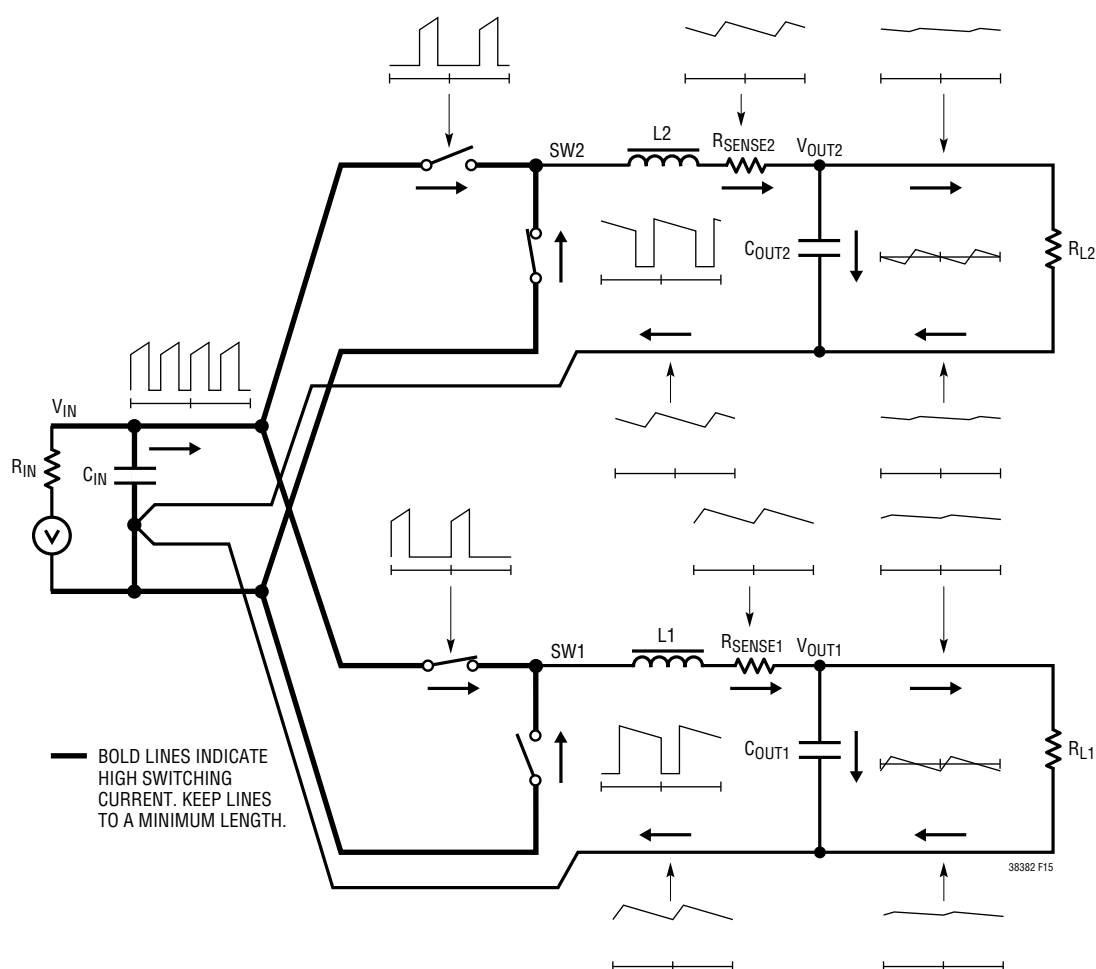 SW2
L2
RSENSE2
VOUT2
COUT2
RL2
VIN
RIN
CIN
V
SW1
L1
RSENSE1
VOUT1
COUT1
RL1
BOLD LINES INDICATE
HIGH SWITCHING
CURRENT. KEEP LINES
TO A MINIMUM LENGTH.
38382 F15